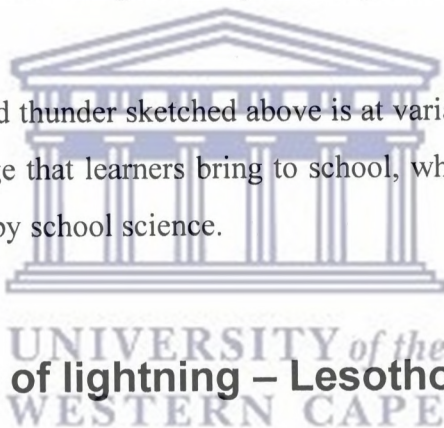 d thunder sketched above is at varia
ge that learners bring to school, wh
by school science.
UNIVERSITY of the
of lightning – Lesotho
WESTERN CAPE